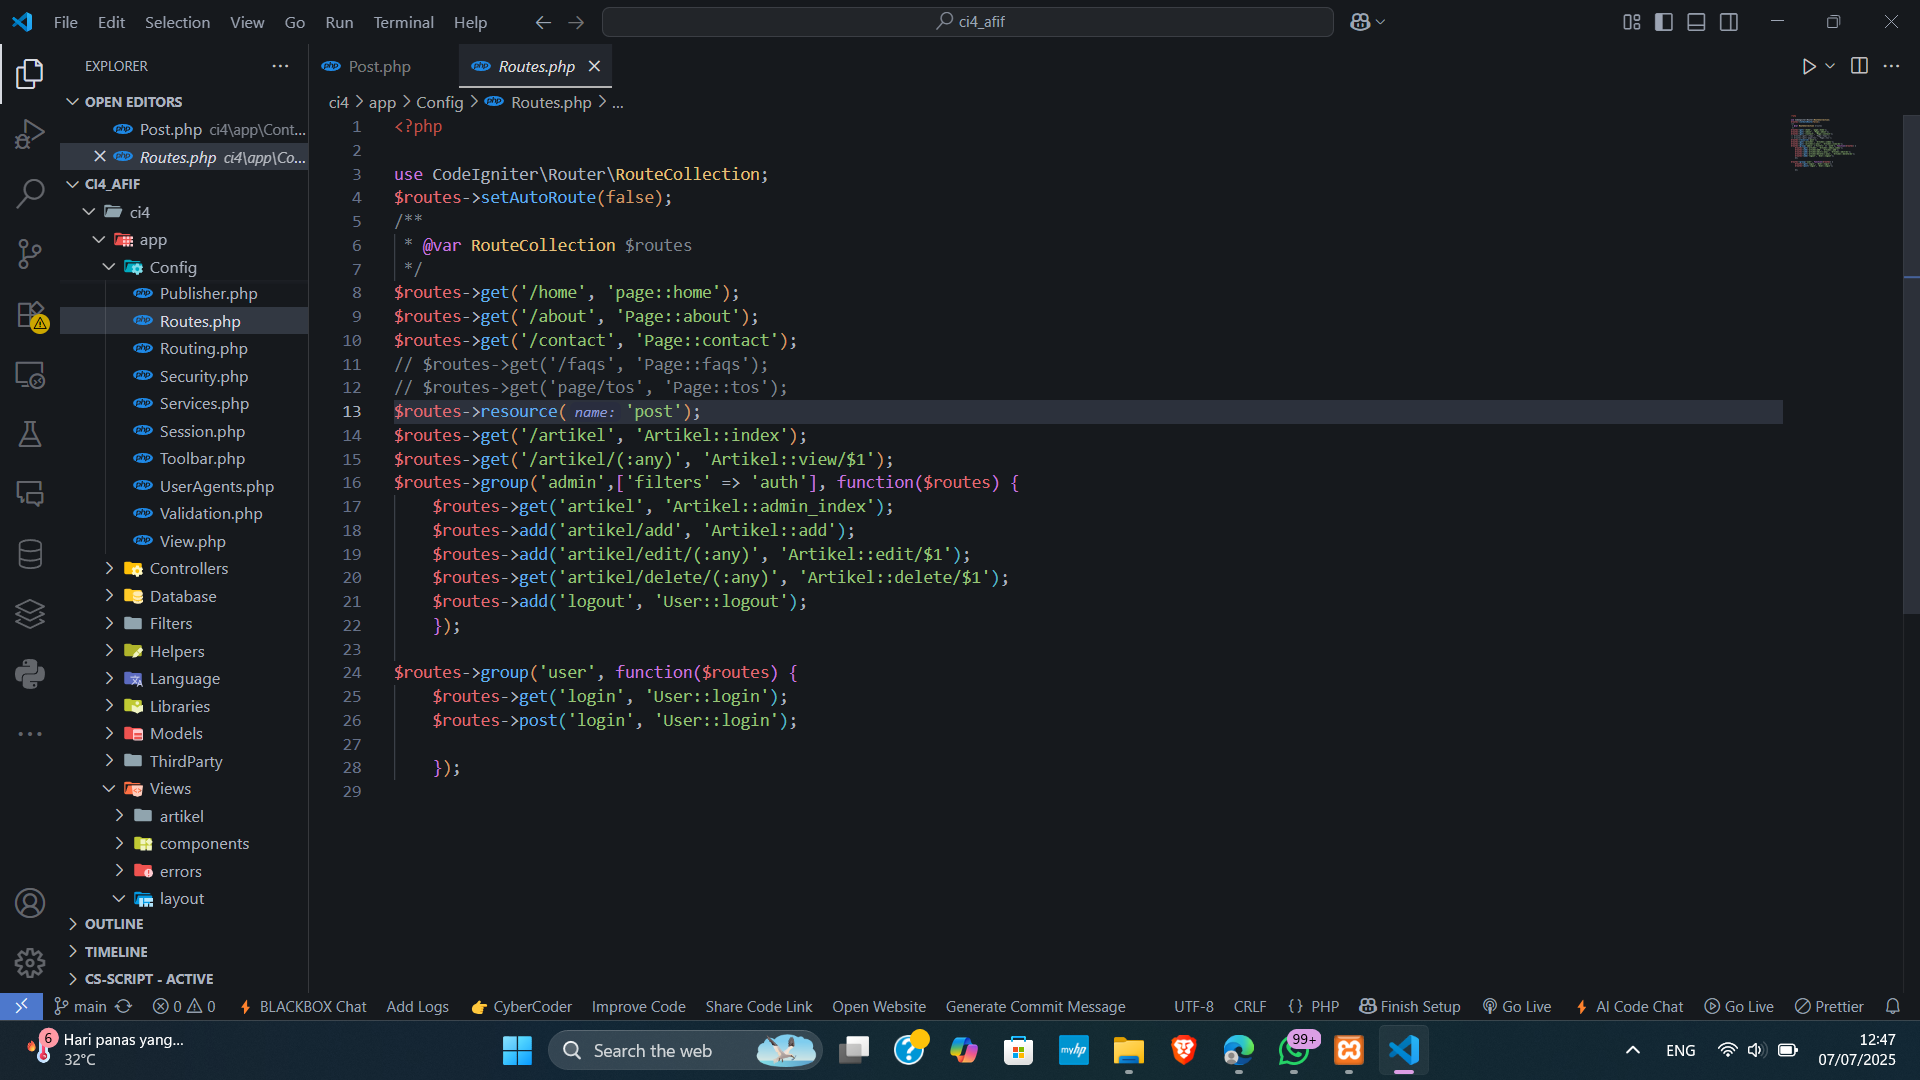 File Edit Selection View Go Run Terminal Help
ci4_afif
EXPLORER
OPEN EDITORS
Post.php ci4\app\Cont...
Routes.php ci4\app\Co...
CI4_AFIF
ci4
app
Config
Publisher.php
Routes.php
Routing.php
Security.php
Services.php
Session.php
Toolbar.php
UserAgents.php
Validation.php
View.php
Controllers
Database
Filters
Helpers
Language
Libraries
Models
ThirdParty
Views
artikel
components
errors
layout
OUTLINE
TIMELINE
CS-SCRIPT - ACTIVE
Post.php
Routes.php
ci4 > app > Config > Routes.php > ...
1 <?php
2
3 use CodeIgniter\Router\RouteCollection;
4 $routes->setAutoRoute(false);
5 /**
6 * @var RouteCollection $routes
7 */
8 $routes->get('/home', 'page::home');
9 $routes->get('/about', 'Page::about');
10 $routes->get('/contact', 'Page::contact');
11 // $routes->get('/faqs', 'Page::faqs');
12 // $routes->get('page/tos', 'Page::tos');
13 $routes->resource( name: 'post');
14 $routes->get('/artikel', 'Artikel::index');
15 $routes->get('/artikel/(:any)', 'Artikel::view/$1');
16 $routes->group('admin',['filters' => 'auth'], function($routes) {
17 $routes->get('artikel', 'Artikel::admin_index');
18 $routes->add('artikel/add', 'Artikel::add');
19 $routes->add('artikel/edit/(:any)', 'Artikel::edit/$1');
20 $routes->get('artikel/delete/(:any)', 'Artikel::delete/$1');
21 $routes->add('logout', 'User::logout');
22 });
23
24 $routes->group('user', function($routes) {
25 $routes->get('login', 'User::login');
26 $routes->post('login', 'User::login');
27
28 });
29
main 0 0 BLACKBOX Chat Add Logs CyberCoder Improve Code Share Code Link Open Website Generate Commit Message UTF-8 CRLF {} PHP Finish Setup Go Live AI Code Chat Go Live Prettier
6 Hari panas yang...
32°C
Search the web
myhp
99+
ENG
12:47
07/07/2025